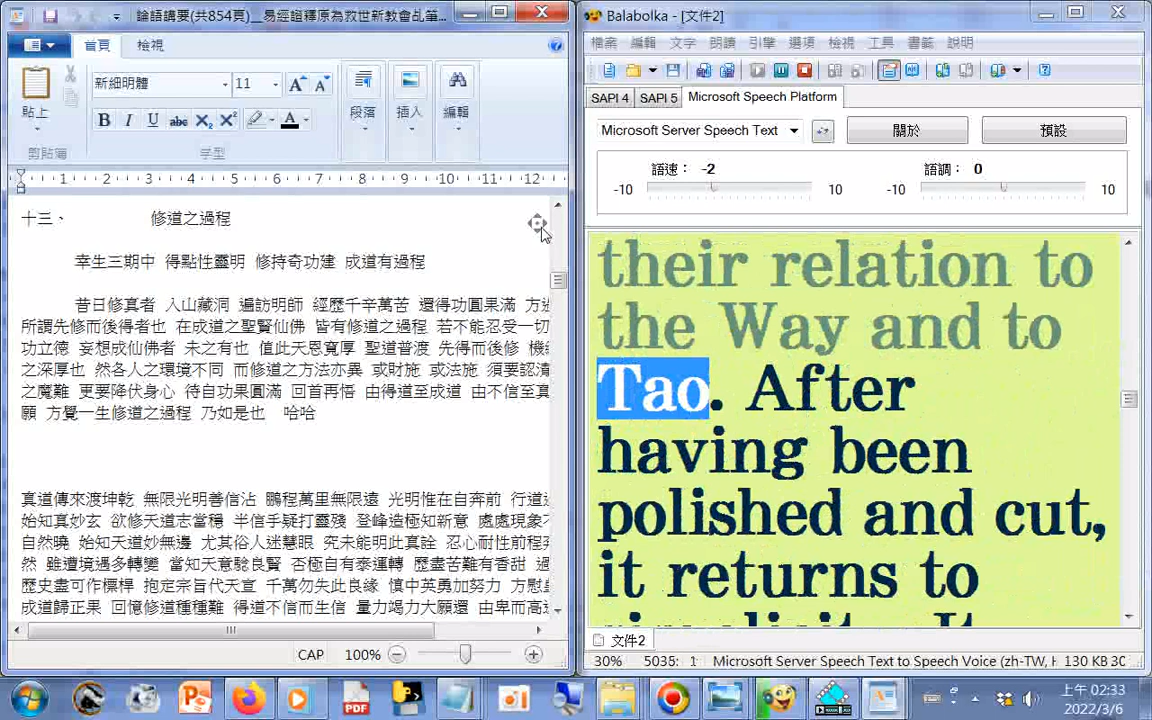 論語講要(共854頁)__易經證釋原為救世新教會乩筆...
首頁 檢視
貼上
新細明體 11
B I U abc X₂ X²
剪貼簿
字型
段落
插入
編輯
1 2 3 4 5 6 7 8 9 10 11 12
十三、 修道之過程
幸生三期中 得點性靈明 修持奇功建 成道有過程
昔日修真者 入山藏洞 遍訪明師 經歷千辛萬苦 還得功圓果滿 方
所謂先修而後得者也 在成道之聖賢仙佛 皆有修道之過程 若不能忍受一切
功立德 妄想成仙佛者 未之有也 值此天恩寬厚 聖道普渡 先得而後修 機
之深厚也 然各人之環境不同 而修道之方法亦異 或財施 或法施 須要認清
之魔難 更要降伏身心 待自功果圓滿 回首再悟 由得道至成道 由不信至真
願 方覺一生修道之過程 乃如是也 哈哈
真道傳來渡坤乾 無限光明善信沾 鵬程萬里無限遠 光明惟在自奔前 行道
始知真妙玄 欲修天道志當穩 半信手疑打靈殘 登峰造極知新意 處處現象
自然曉 始知天道妙無邊 尤其俗人迷慧眼 究未能明此真詮 忍心耐性前程
然 雖遭境遇多轉變 當知天意驗良賢 否極自有泰運轉 歷盡苦難有香甜
歷史盡可作標桿 抱定宗旨代天宣 千萬勿失此良緣 慎中英勇加努力 方慰
成道歸正果 回憶修道種種難 得道不信而生信 量力竭力大願還 由卑而高
CAP 100%
Balabolka - [文件2]
檔案 編輯 文字 朗讀 引擎 選項 檢視 工具 書籤 說明
SAPI 4 SAPI 5 Microsoft Speech Platform
Microsoft Server Speech Text 關於 預設
語速： -2 語調： 0
-10 10 -10 10
their relation to
the Way and to
Tao. After
having been
polished and cut,
it returns to
simplicity. It
文件2
30% 5035: 1 Microsoft Server Speech Text to Speech Voice (zh-TW, H 130 KB 30
上午 02:33
2022/3/6